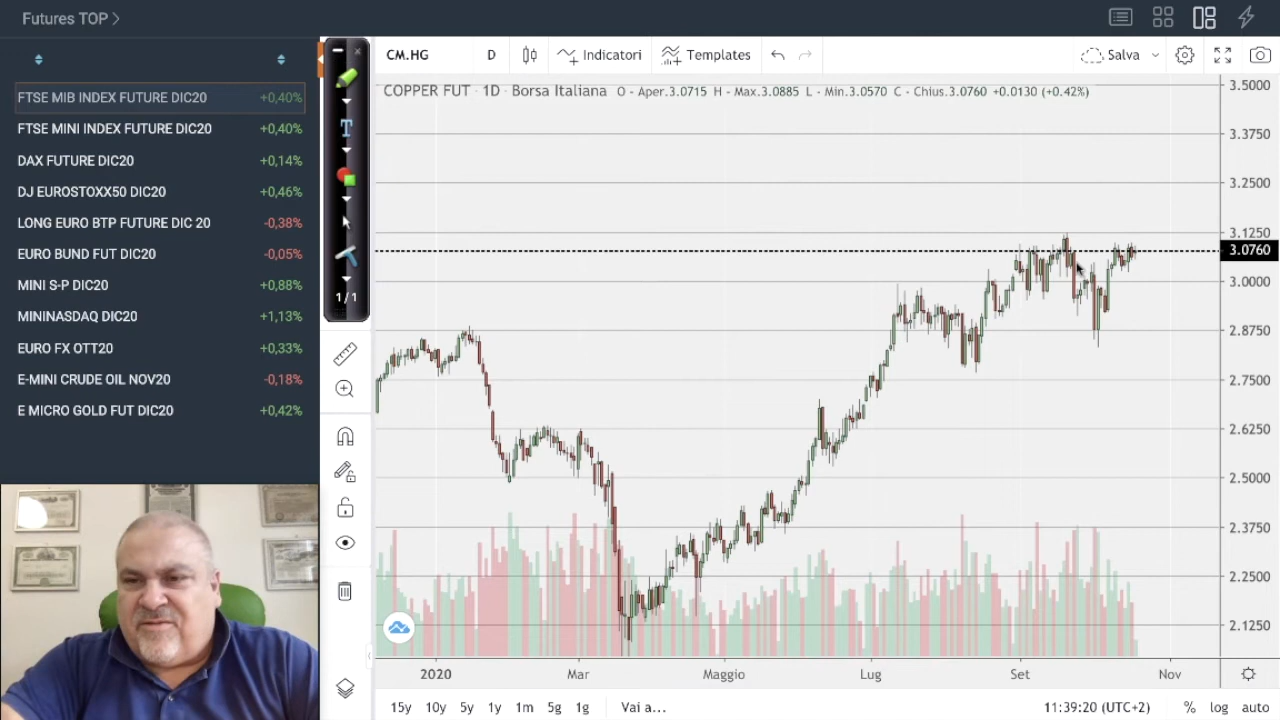 Futures TOP >
FTSE MIB INDEX FUTURE DIC20 +0,40%
FTSE MINI INDEX FUTURE DIC20 +0,40%
DAX FUTURE DIC20 +0,14%
DJ EUROSTOXX50 DIC20 +0,46%
LONG EURO BTP FUTURE DIC 20 -0,38%
EURO BUND FUT DIC20 -0,05%
MINI S-P DIC20 +0,88%
MININASDAQ DIC20 +1,13%
EURO FX OTT20 +0,33%
E-MINI CRUDE OIL NOV20 -0,18%
E MICRO GOLD FUT DIC20 +0,42%
T
1/1
CM.HG D Indicatori Templates Salva
COPPER FUT · 1D · Borsa Italiana O - Aper.3.0715 H - Max.3.0885 L - Min.3.0570 C - Chius.3.0760 +0.0130 (+0.42%)
3.5000
3.3750
3.2500
3.1250
3.0760
3.0000
2.8750
2.7500
2.6250
2.5000
2.3750
2.2500
2.1250
2020 Mar Maggio Lug Set Nov
15y 10y 5y 1y 1m 5g 1g Vai a... 11:39:20 (UTC+2) % log auto